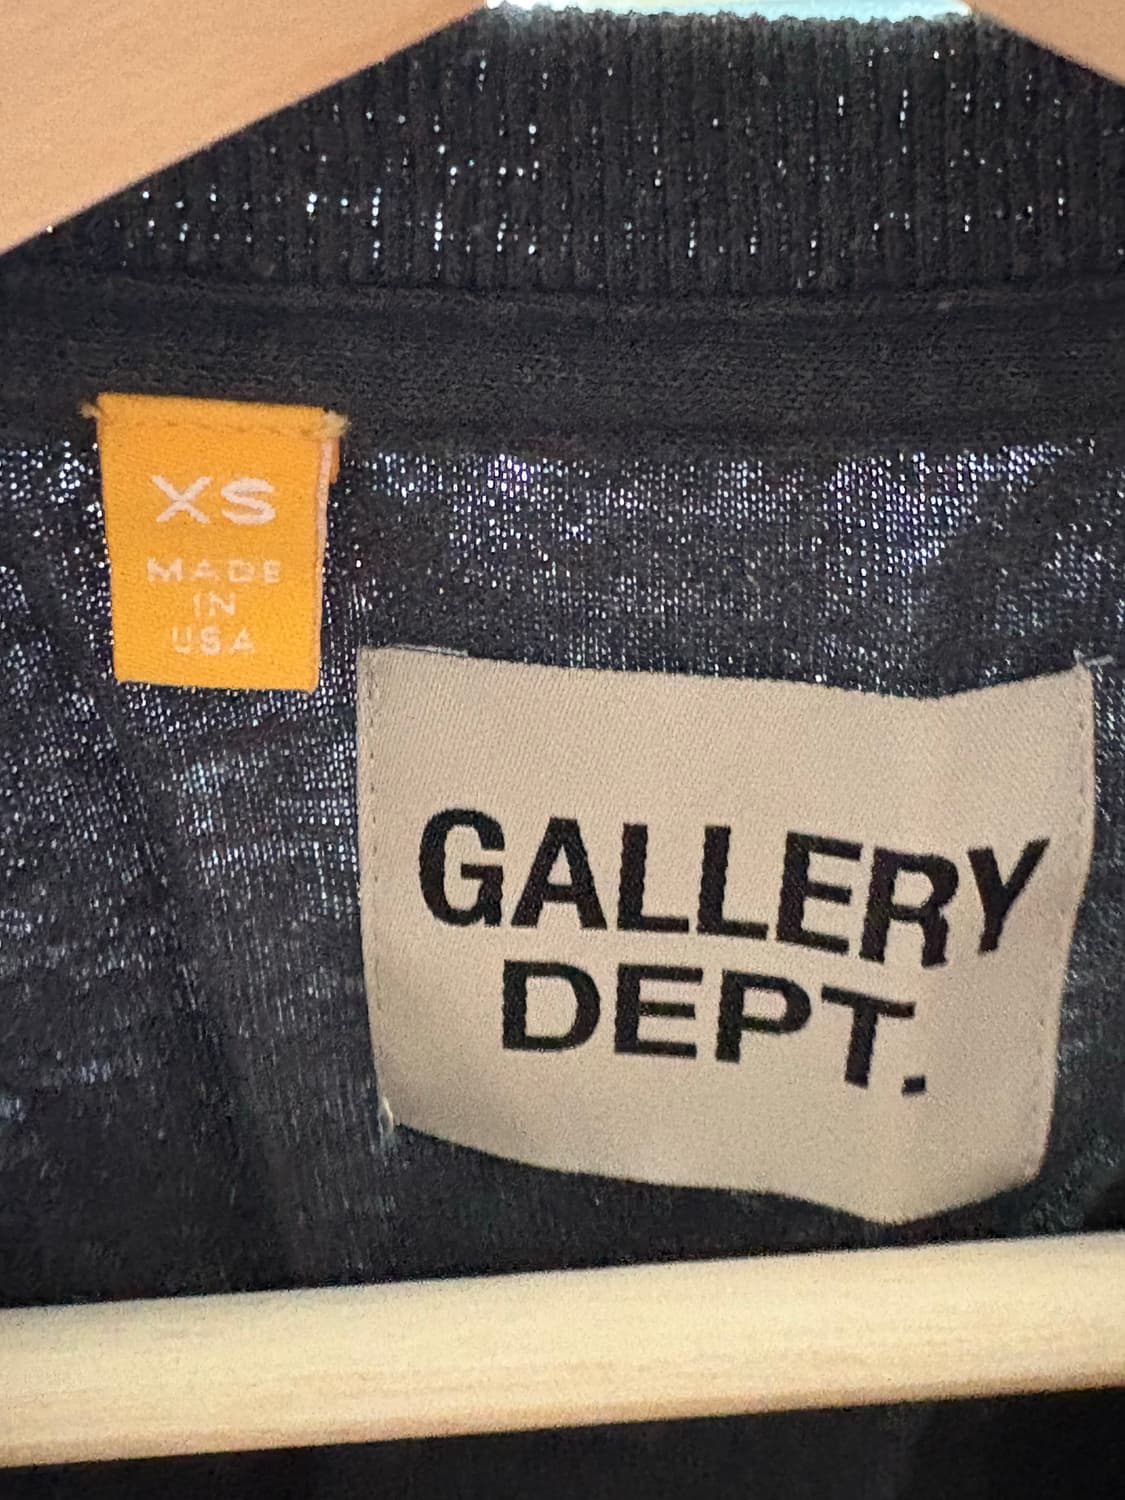 XS
MADE
IN
USA
GALLERY
DEPT.